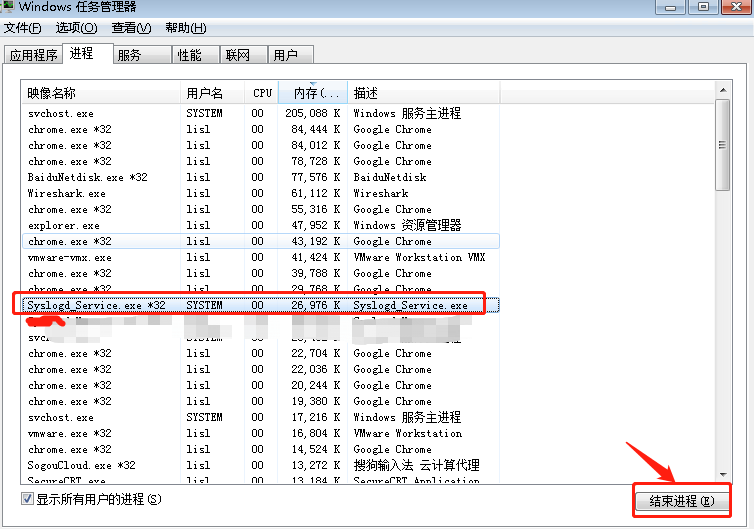 Windows 任务管理器
文件(F) 选项(O) 查看(V) 帮助(H)
应用程序 进程 服务 性能 联网 用户
映像名称 用户名 CPU 内存(... 描述
svchost.exe SYSTEM 00 205,088 K Windows 服务主进程
chrome.exe *32 lisl 00 84,444 K Google Chrome
chrome.exe *32 lisl 00 84,012 K Google Chrome
chrome.exe *32 lisl 00 78,728 K Google Chrome
BaiduNetdisk.exe *32 lisl 00 77,576 K BaiduNetdisk
Wireshark.exe lisl 00 61,112 K Wireshark
chrome.exe *32 lisl 00 55,316 K Google Chrome
explorer.exe lisl 00 47,952 K Windows 资源管理器
chrome.exe *32 lisl 00 43,192 K Google Chrome
vmware-vmx.exe lisl 00 41,424 K VMware Workstation VMX
chrome.exe *32 lisl 00 39,788 K Google Chrome
chrome.exe *32 lisl 00 29,768 K Google Chrome
Syslogd_Service.exe *32 SYSTEM 00 26,976 K Syslogd_Service.exe
chrome.exe *32 lisl 00 22,704 K Google Chrome
chrome.exe *32 lisl 00 22,036 K Google Chrome
chrome.exe *32 lisl 00 20,244 K Google Chrome
chrome.exe *32 lisl 00 19,380 K Google Chrome
svchost.exe SYSTEM 00 17,216 K Windows 服务主进程
vmware.exe *32 lisl 00 16,804 K VMware Workstation
chrome.exe *32 lisl 00 14,524 K Google Chrome
SogouCloud.exe *32 lisl 00 13,272 K 搜狗输入法 云计算代理
SecureCRT.exe lisl 00 13,184 K SecureCRT Application
显示所有用户的进程(S) 结束进程(E)